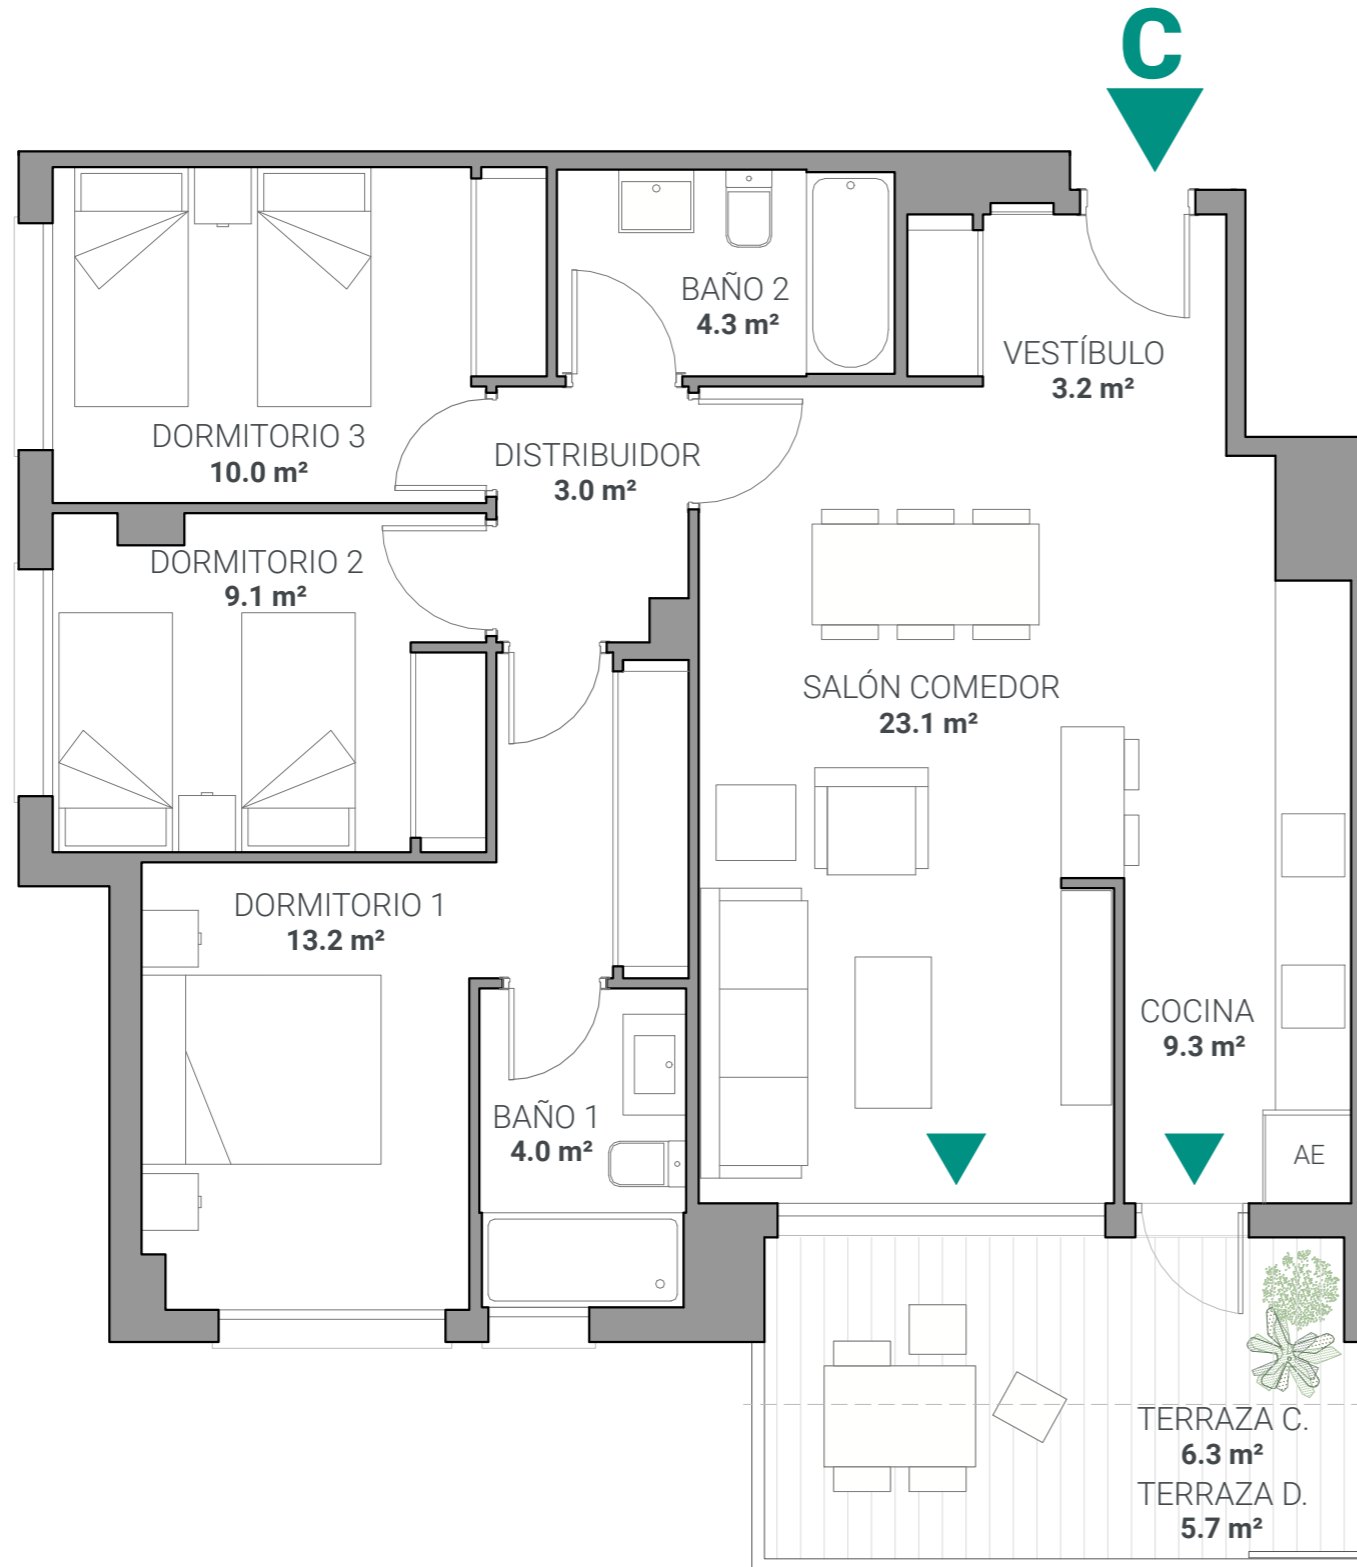 C
BAÑO 2
4.3 m²
VESTÍBULO
3.2 m²
DORMITORIO 3
10.0 m²
DISTRIBUIDOR
3.0 m²
DORMITORIO 2
9.1 m²
SALÓN COMEDOR
23.1 m²
DORMITORIO 1
13.2 m²
COCINA
9.3 m²
BAÑO 1
4.0 m²
AE
TERRAZA C.
6.3 m²
TERRAZA D.
5.7 m²